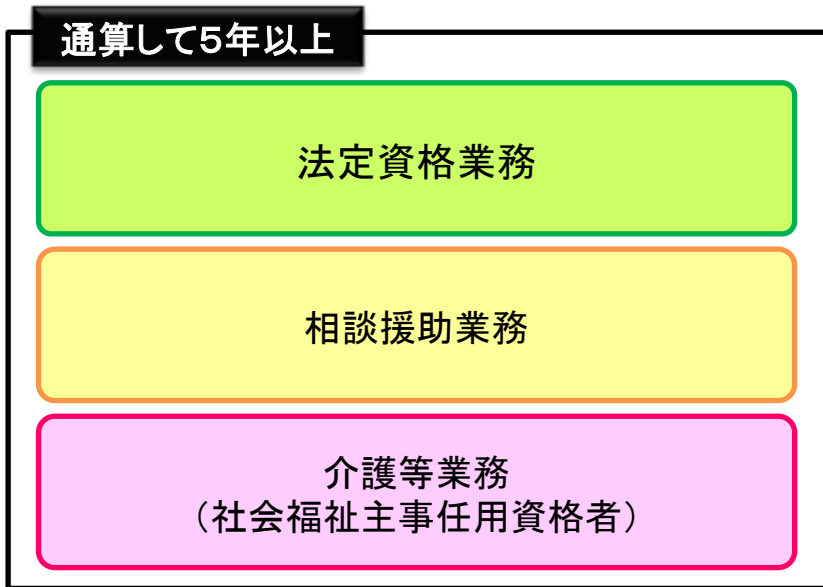 通算して5年以上
法定資格業務
相談援助業務
介護等業務
（社会福祉主事任用資格者）